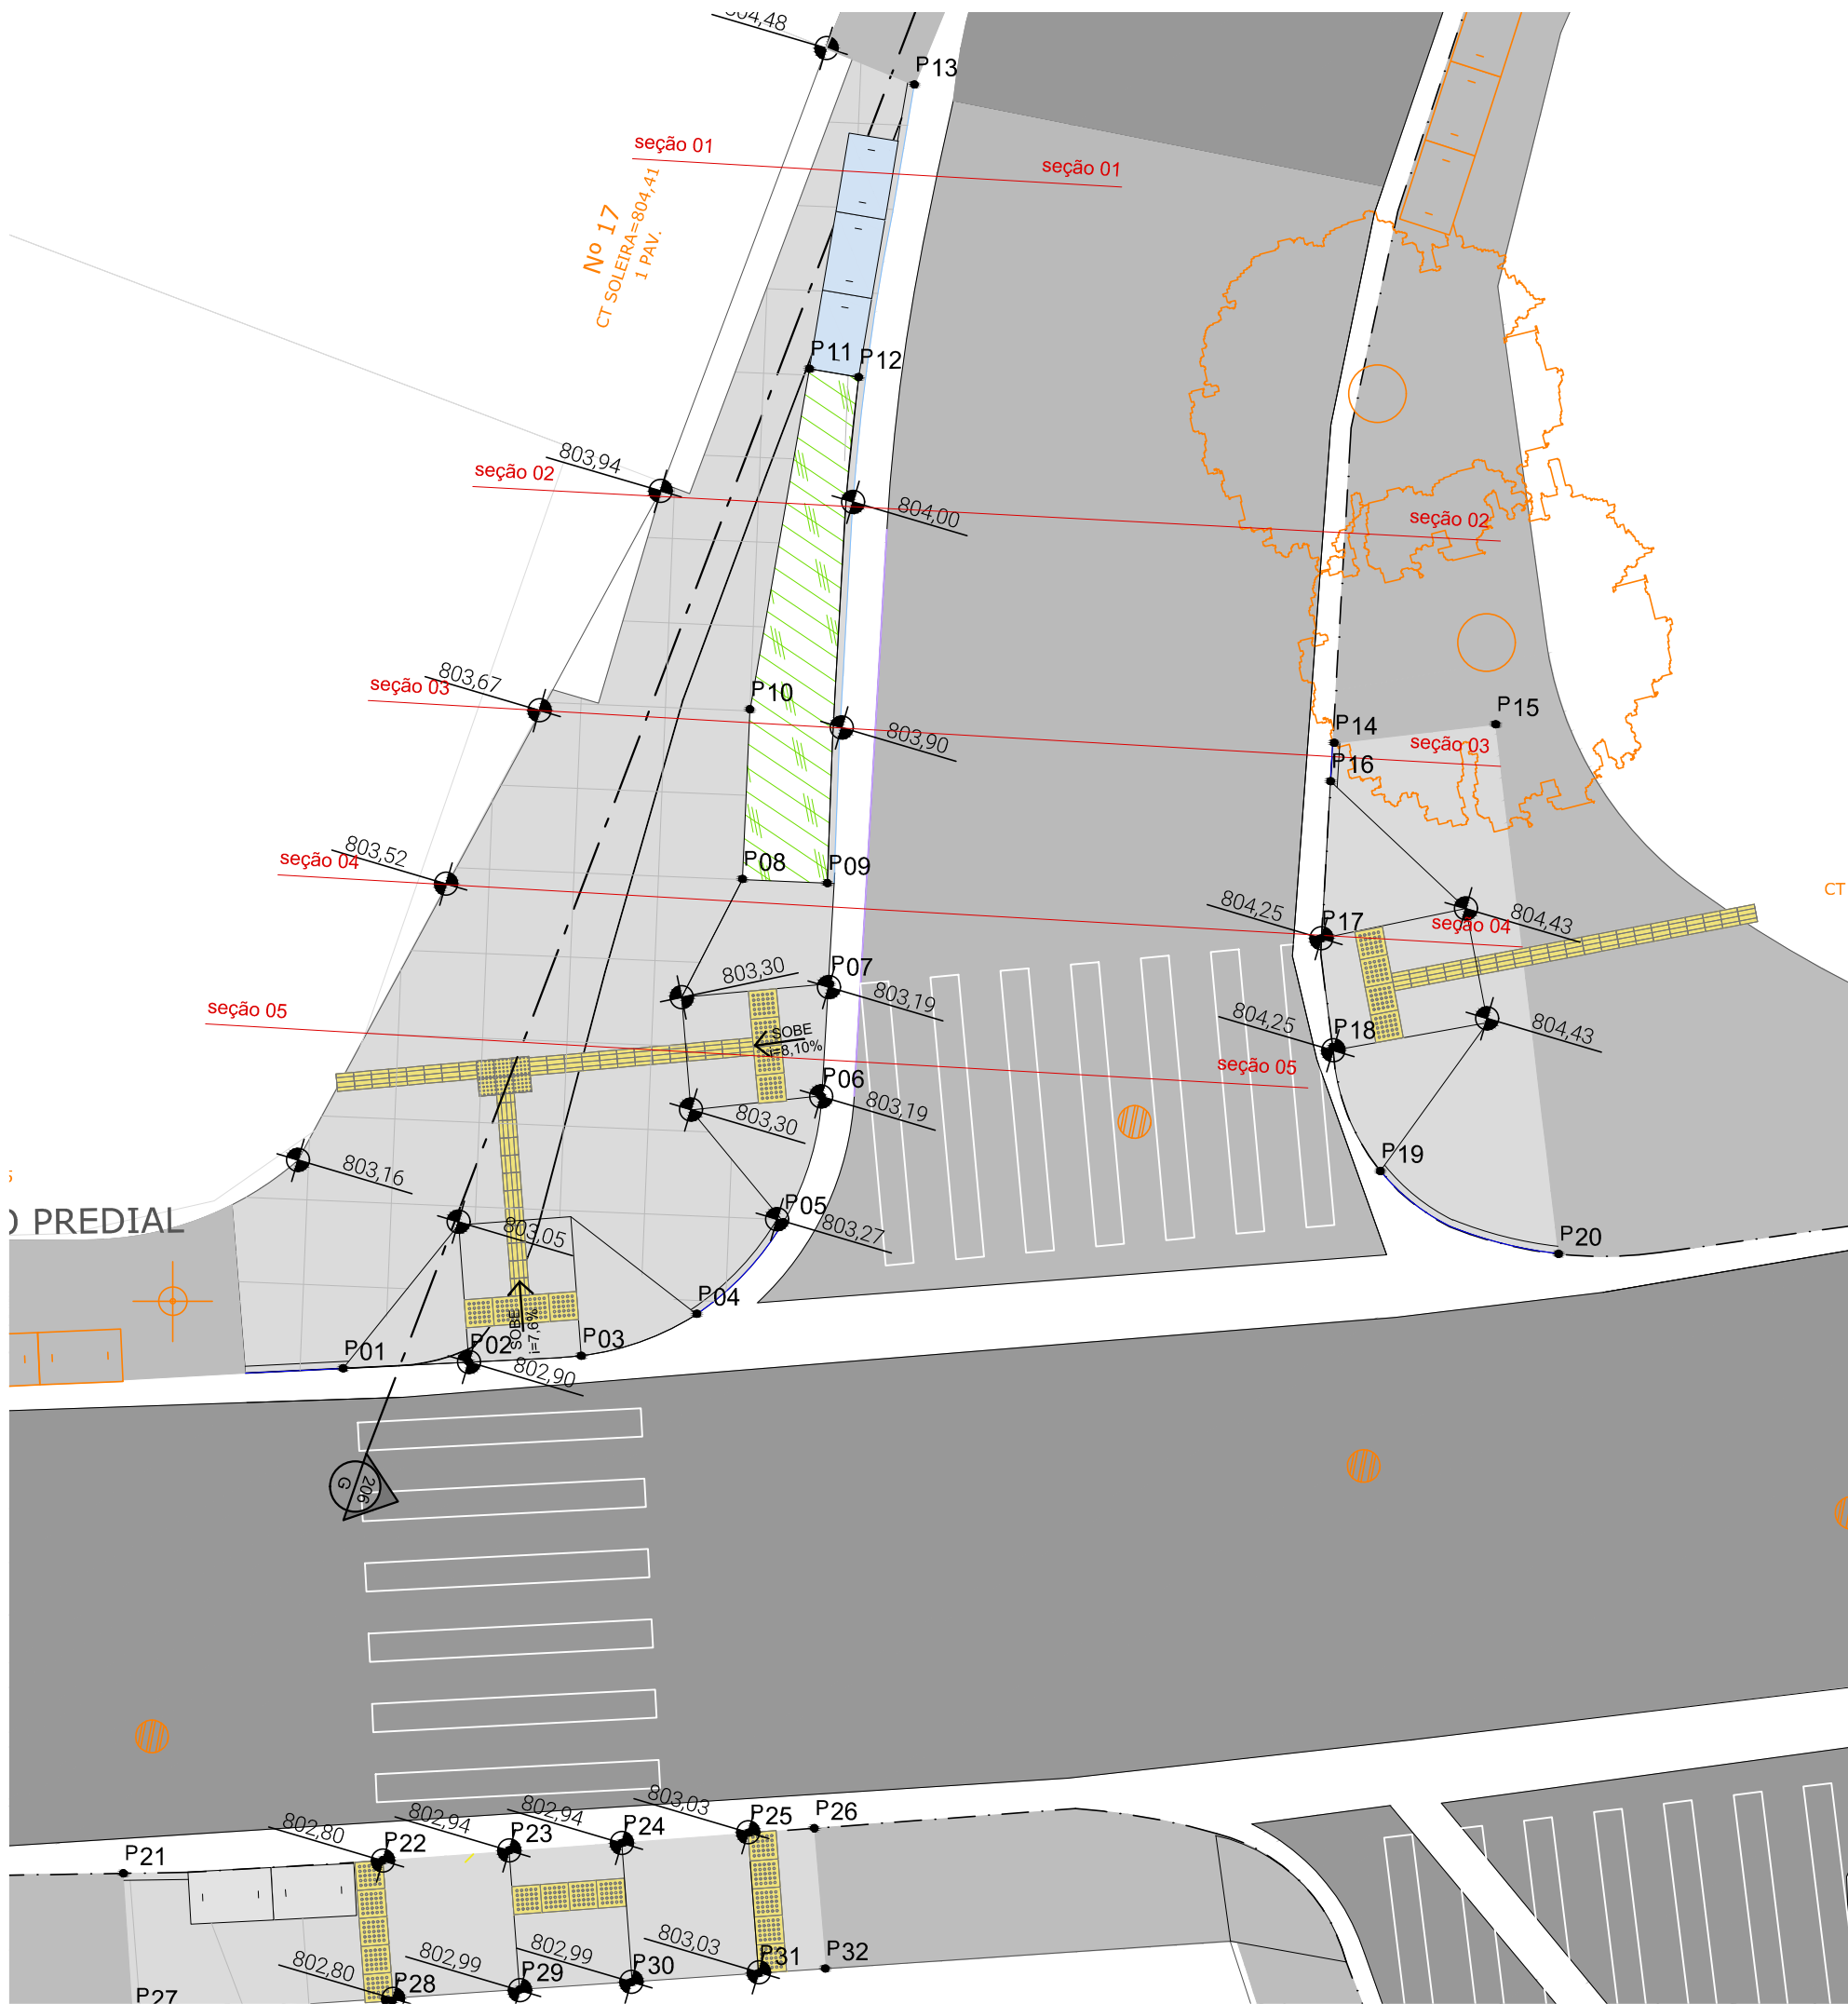 804,48
P13
seção 01
seção 01
Nº 17
CT SOLEIRA=804,41
1 PAV.
P11
P12
803,94
seção 02
804,00
seção 02
803,67
seção 03
P10
803,90
P14
P15
seção 03
P16
803,52
seção 04
P08
P09
CT
804,25
P17
804,43
seção 04
803,30
P07
803,19
seção 05
SOBE
i=8,10%
804,25
P18
804,43
seção 05
P06
803,19
803,30
803,16
P19
O PREDIAL
P05
803,27
803,05
P20
P04
SOBE
i=7,6%
P01
P02
P03
802,90
206
G
802,80
802,94
802,94
803,03
P21
P22
P23
P24
P25
P26
802,80
802,99
802,99
803,03
P27
P28
P29
P30
P31
P32